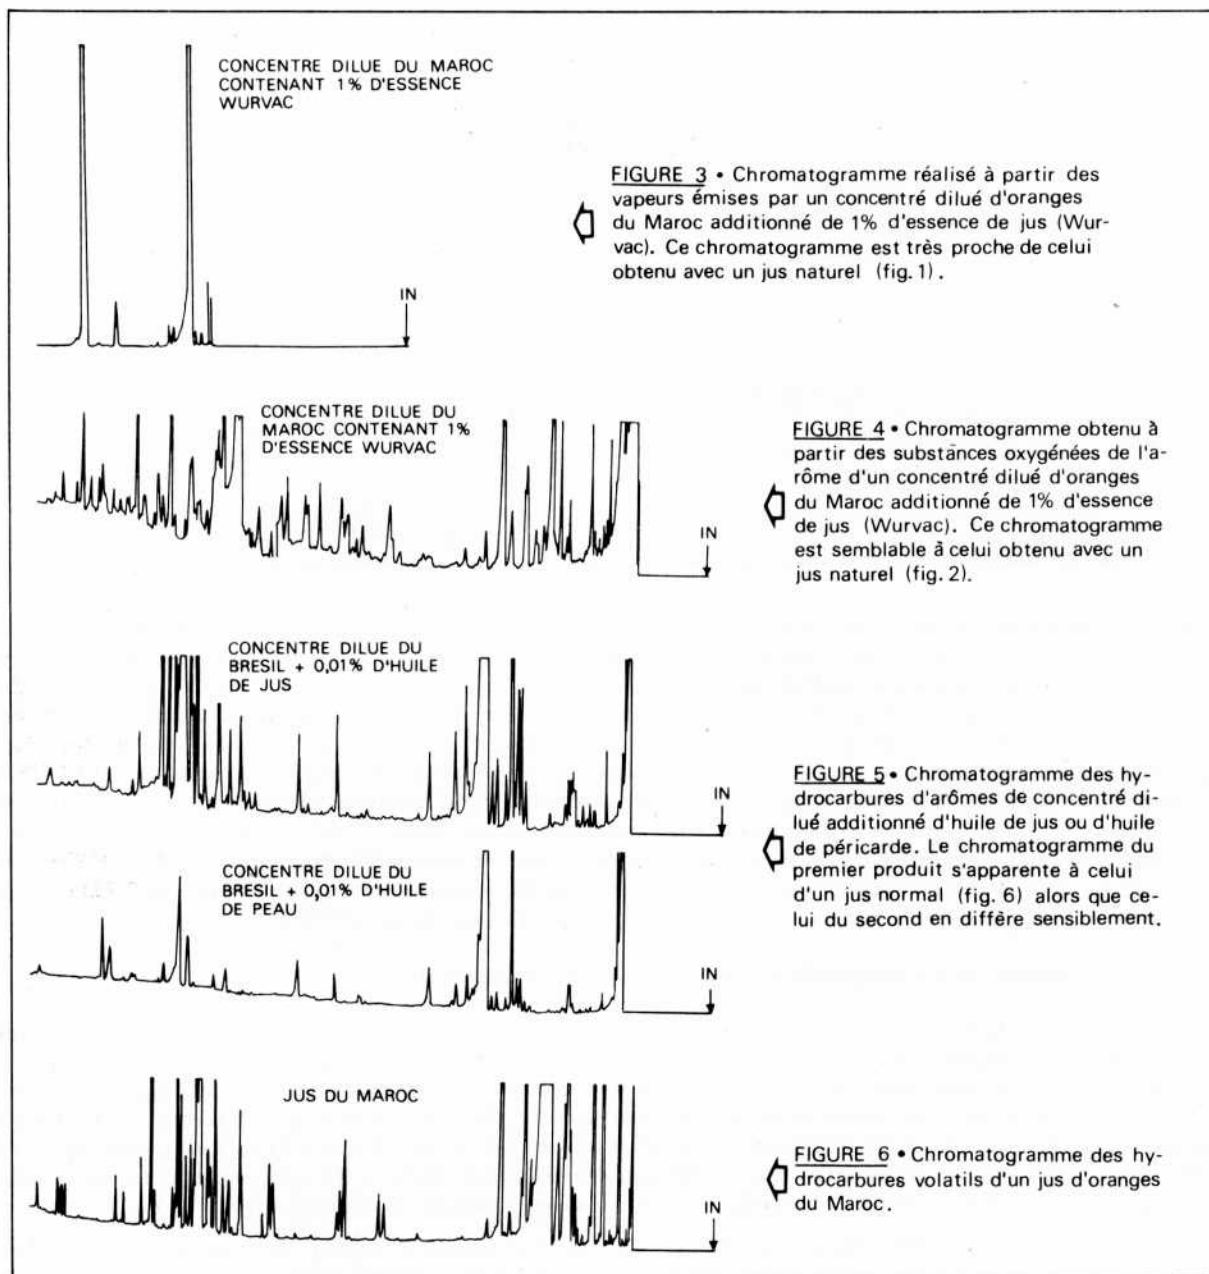 CONCENTRE DILUE DU MAROC
CONTENANT 1% D'ESSENCE
WURVAC
IN
FIGURE 3 • Chromatogramme réalisé à partir des
vapeurs émises par un concentré dilué d'oranges
du Maroc additionné de 1% d'essence de jus (Wur-
vac). Ce chromatogramme est très proche de celui
obtenu avec un jus naturel (fig. 1).
CONCENTRE DILUE DU
MAROC CONTENANT 1%
D'ESSENCE WURVAC
IN
FIGURE 4 • Chromatogramme obtenu à
partir des substances oxygénées de l'a-
rôme d'un concentré dilué d'oranges
du Maroc additionné de 1% d'essence
de jus (Wurvac). Ce chromatogramme
est semblable à celui obtenu avec un
jus naturel (fig. 2).
CONCENTRE DILUE DU
BRESIL + 0,01% D'HUILE
DE JUS
IN
CONCENTRE DILUE DU
BRESIL + 0,01% D'HUILE
DE PEAU
IN
FIGURE 5 • Chromatogramme des hy-
drocarbures d'arômes de concentré di-
lué additionné d'huile de jus ou d'huile
de péricarde. Le chromatogramme du
premier produit s'apparente à celui
d'un jus normal (fig. 6) alors que ce-
lui du second en diffère sensiblement.
JUS DU MAROC
IN
FIGURE 6 • Chromatogramme des hy-
drocarbures volatils d'un jus d'oranges
du Maroc.